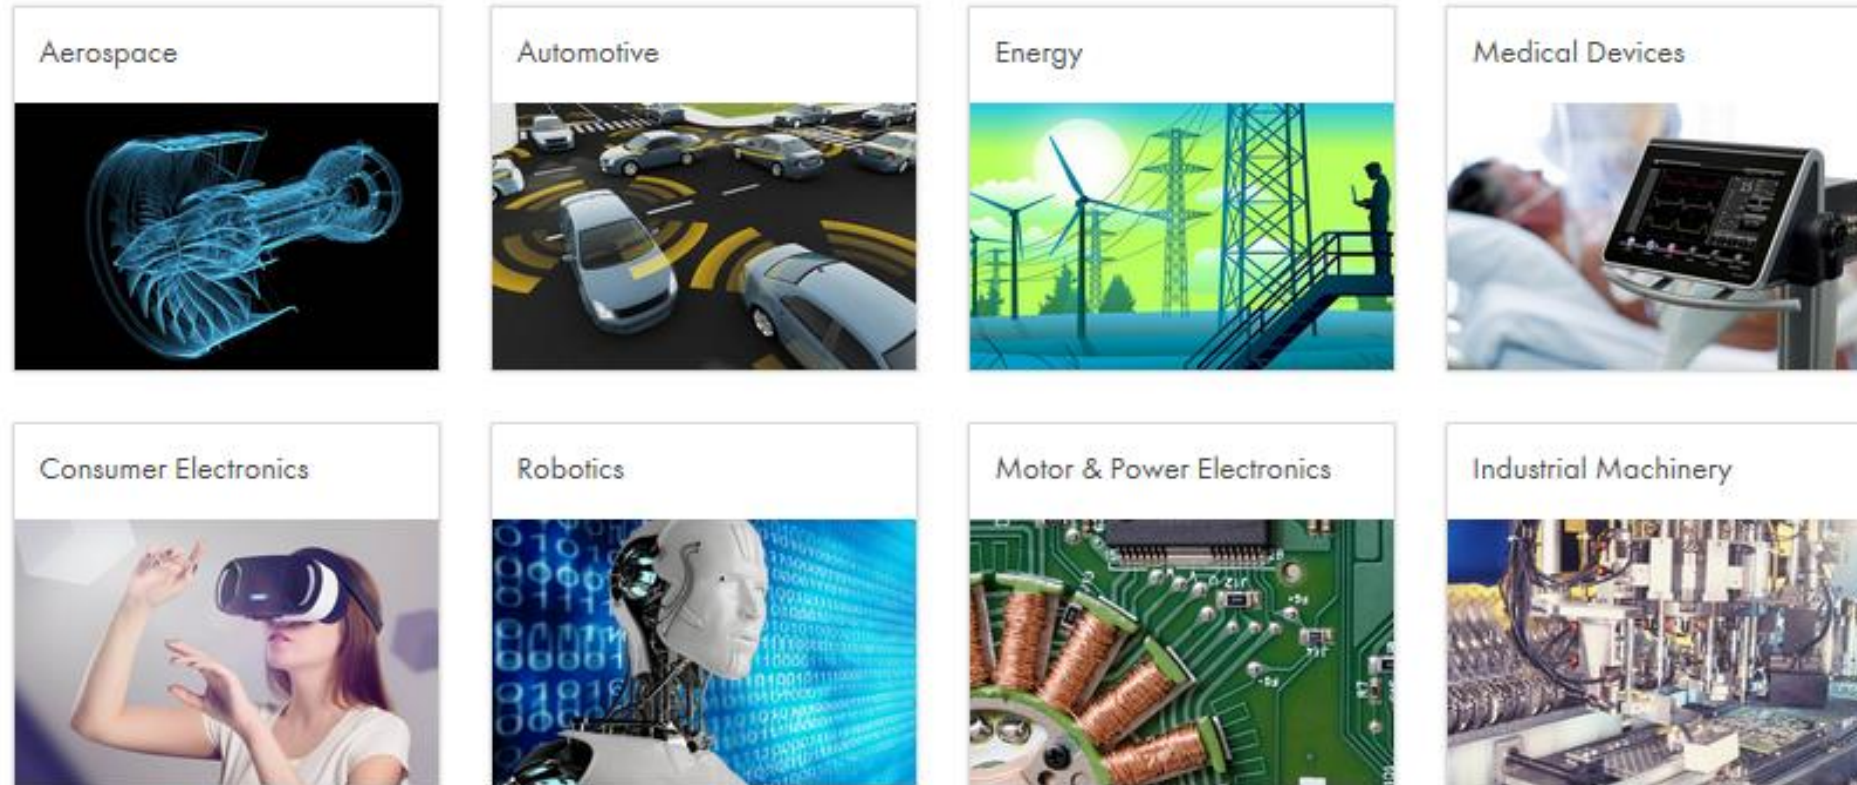 Aerospace
Automotive
Energy
Medical Devices
Consumer Electronics
Robotics
Motor & Power Electronics
Industrial Machinery